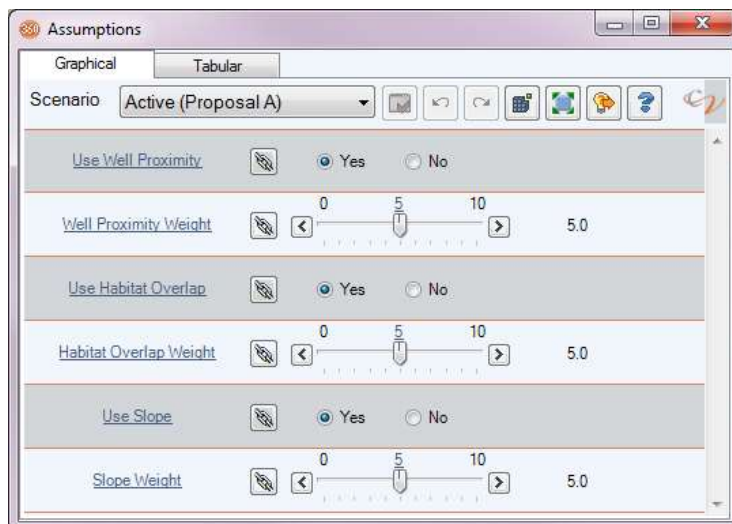 360 Assumptions
Graphical Tabular
Scenario Active (Proposal A)
Use Well Proximity Yes No
0 5 10
Well Proximity Weight 5.0
Use Habitat Overlap Yes No
0 5 10
Habitat Overlap Weight 5.0
Use Slope Yes No
0 5 10
Slope Weight 5.0